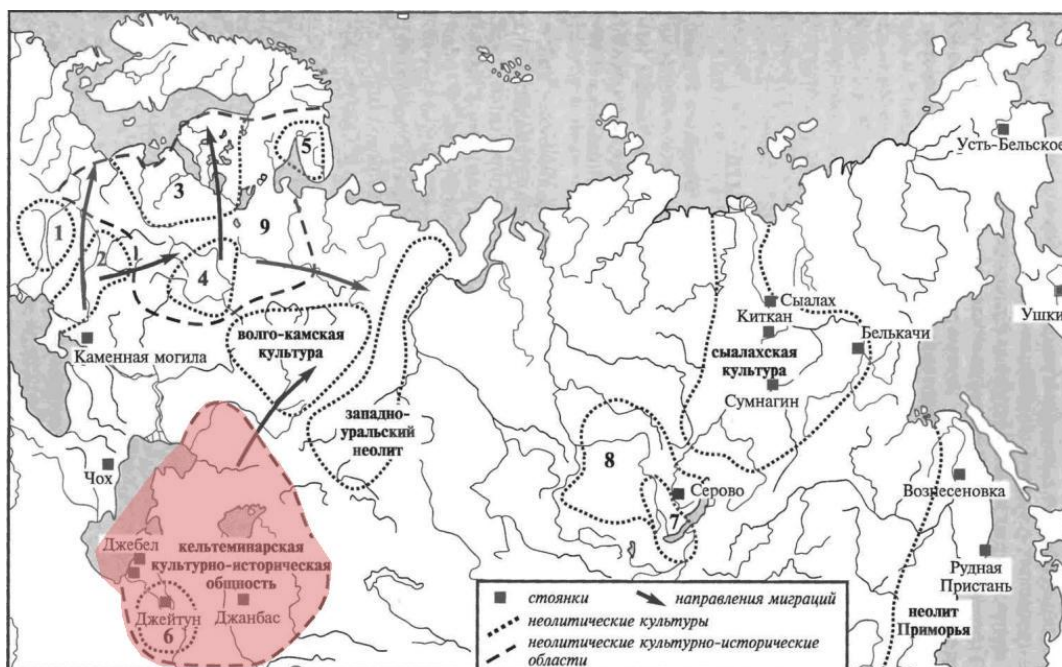 Усть-Бельское
5
3
1
9
2
4
Сыалах
Киткан
Ушки
Белькачи
волго-камская
культура
Каменная могила
сыалахская
культура
Сумнагин
западно-
уральский
неолит
8
Чох
Серово
Вознесеновка
7
Джебел
кельтеминарская
культурно-историческая
общность
Рудная
Пристань
Джейтун
Джанбас
6
неолит
Приморья
стоянки
направления миграций
неолитические культуры
неолитические культурно-исторические
области